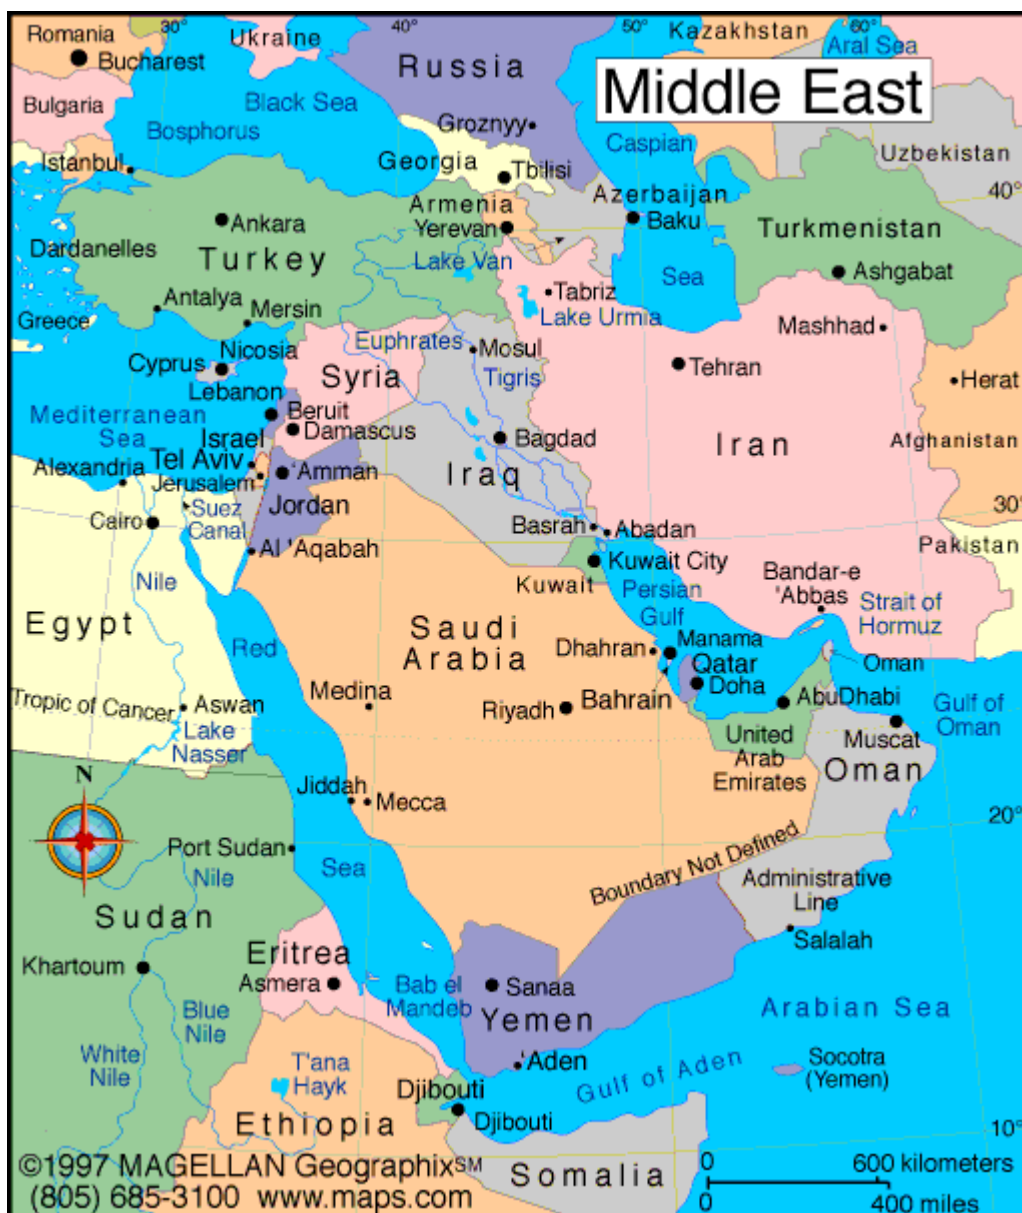 30°
40°
50°
60°
Romania
Bucharest
Ukraine
Russia
Kazakhstan
Aral Sea
Middle East
Bulgaria
Black Sea
Bosphorus
Groznyy
Caspian
Uzbekistan
Istanbul
Georgia
Tbilisi
40°
Armenia
Azerbaijan
Ankara
Yerevan
Baku
Turkmenistan
Dardanelles
Turkey
Lake Van
Sea
Ashgabat
Antalya
Mersin
Tabriz
Lake Urmia
Greece
Mashhad
Nicosia
Euphrates
Mosul
Cyprus
Syria
Tigris
Tehran
Herat
Lebanon
Mediterranean
Sea
Beruit
Damascus
Israel
Bagdad
Iran
Afghanistan
Tel Aviv
Alexandria
'Amman
Iraq
Jerusalem
Suez
Canal
Jordan
30°
Cairo
Basrah
Abadan
Al 'Aqabah
Pakistan
Kuwait City
Nile
Kuwait
Persian
Gulf
Bandar-e
'Abbas
Strait of
Hormuz
Egypt
Red
Saudi
Arabia
Dhahran
Manama
Qatar
Oman
Medina
Doha
AbuDhabi
Tropic of Cancer
Aswan
Riyadh
Bahrain
Gulf of
Oman
Lake
Nasser
United
Arab
Emirates
Muscat
Oman
N
Jiddah
Mecca
20°
Port Sudan
Sea
Boundary Not Defined
Nile
Administrative
Line
Sudan
Salalah
Eritrea
Khartoum
Asmera
Bab el
Mandeb
Sanaa
Yemen
Arabian Sea
Blue
Nile
White
Nile
T'ana
Hayk
'Aden
Gulf of Aden
Socotra
(Yemen)
Djibouti
Djibouti
Ethiopia
10°
Somalia
©1997 MAGELLAN Geographix℠
(805) 685-3100 www.maps.com
0 600 kilometers
0 400 miles